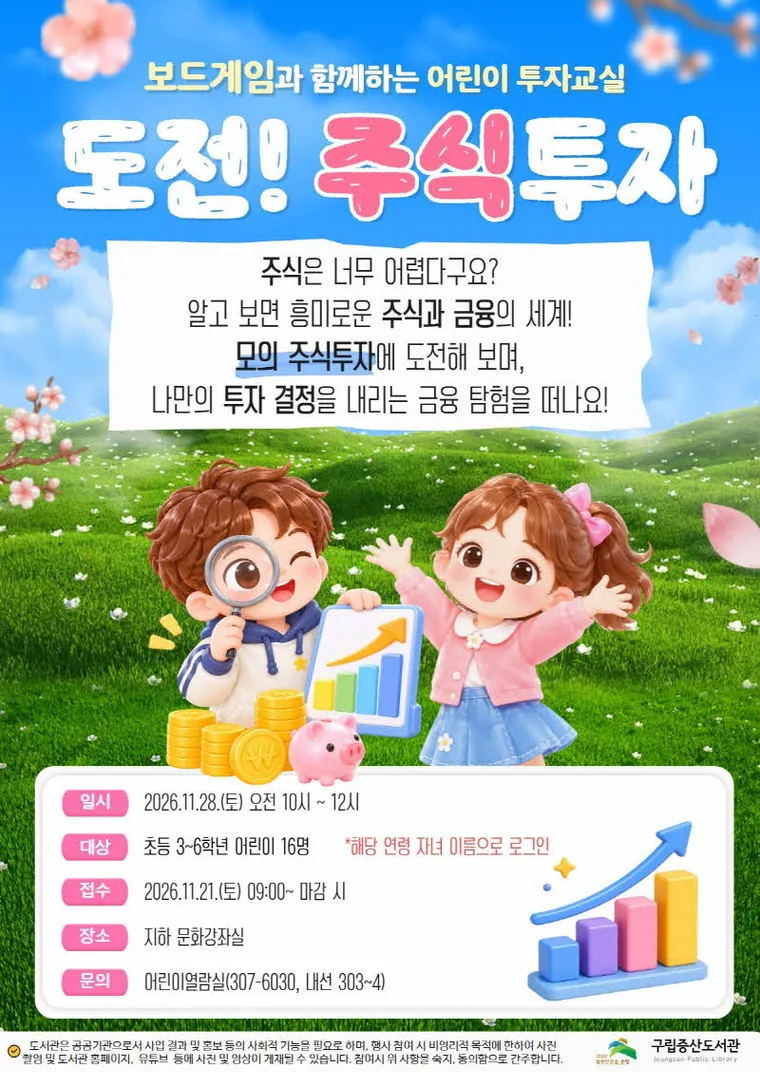 보드게임과 함께하는 어린이 투자교실
도전! 주식투자
주식은 너무 어렵다구요?
알고 보면 흥미로운 주식과 금융의 세계!
모의 주식투자에 도전해 보며,
나만의 투자 결정을 내리는 금융 탐험을 떠나요!
일시 2026.11.28.(토) 오전 10시 ~ 12시
대상 초등 3~6학년 어린이 16명 *해당 연령 자녀 이름으로 로그인
접수 2026.11.21.(토) 09:00~ 마감 시
장소 지하 문화강좌실
문의 어린이열람실(307-6030, 내선 303~4)
도서관은 공공기관으로서 사업 결과 및 홍보 등의 사회적 기능을 필요로 하며, 행사 참여 시 비영리적 목적에 한하여 사진
촬영 및 도서관 홈페이지, 유튜브 등에 사진 및 영상이 게재될 수 있습니다. 참여시 위 사항을 숙지, 동의함으로 간주합니다.
구립증산도서관
Jeungsan Public Library